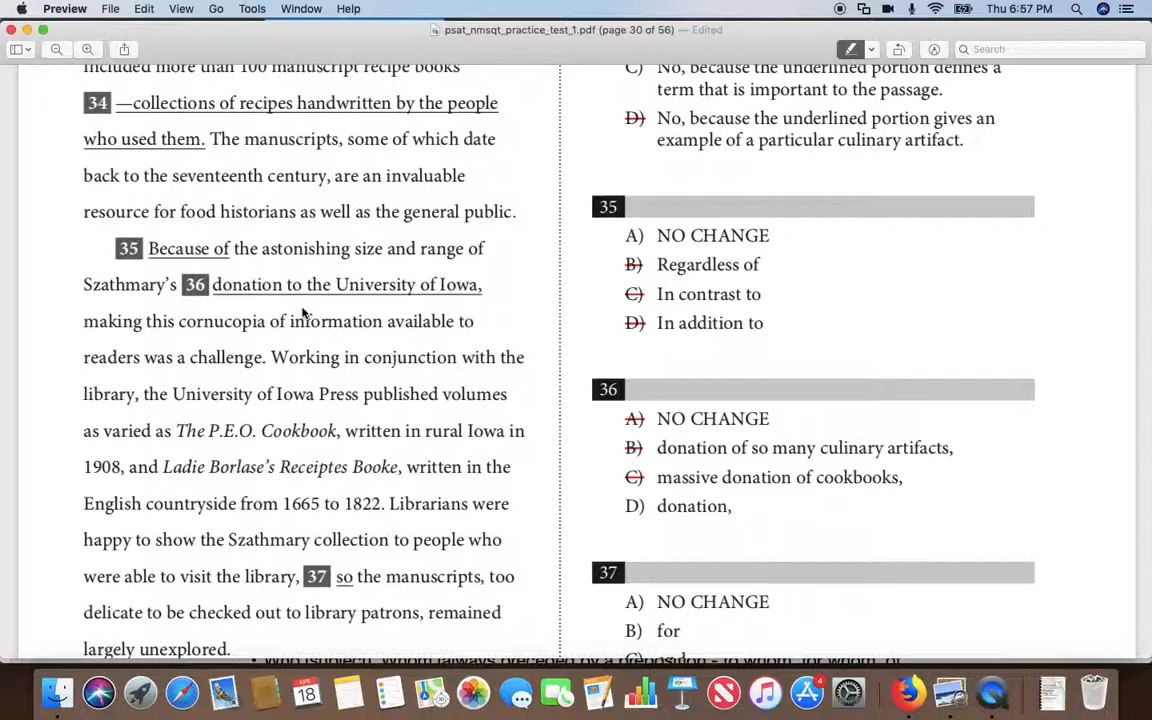 Preview File Edit View Go Tools Window Help
Thu 6:57 PM
psat_nmsqt_practice_test_1.pdf (page 30 of 56) — Edited
Search
included more than 100 manuscript recipe books
34 —collections of recipes handwritten by the people
who used them. The manuscripts, some of which date
back to the seventeenth century, are an invaluable
resource for food historians as well as the general public.
35 Because of the astonishing size and range of
Szathmary's 36 donation to the University of Iowa,
making this cornucopia of information available to
readers was a challenge. Working in conjunction with the
library, the University of Iowa Press published volumes
as varied as The P.E.O. Cookbook, written in rural Iowa in
1908, and Ladie Borlase's Receiptes Booke, written in the
English countryside from 1665 to 1822. Librarians were
happy to show the Szathmary collection to people who
were able to visit the library, 37 so the manuscripts, too
delicate to be checked out to library patrons, remained
largely unexplored.
C) No, because the underlined portion defines a
term that is important to the passage.
D) No, because the underlined portion gives an
example of a particular culinary artifact.
35
A) NO CHANGE
B) Regardless of
C) In contrast to
D) In addition to
36
A) NO CHANGE
B) donation of so many culinary artifacts,
C) massive donation of cookbooks,
D) donation,
37
A) NO CHANGE
B) for
APR
18
4